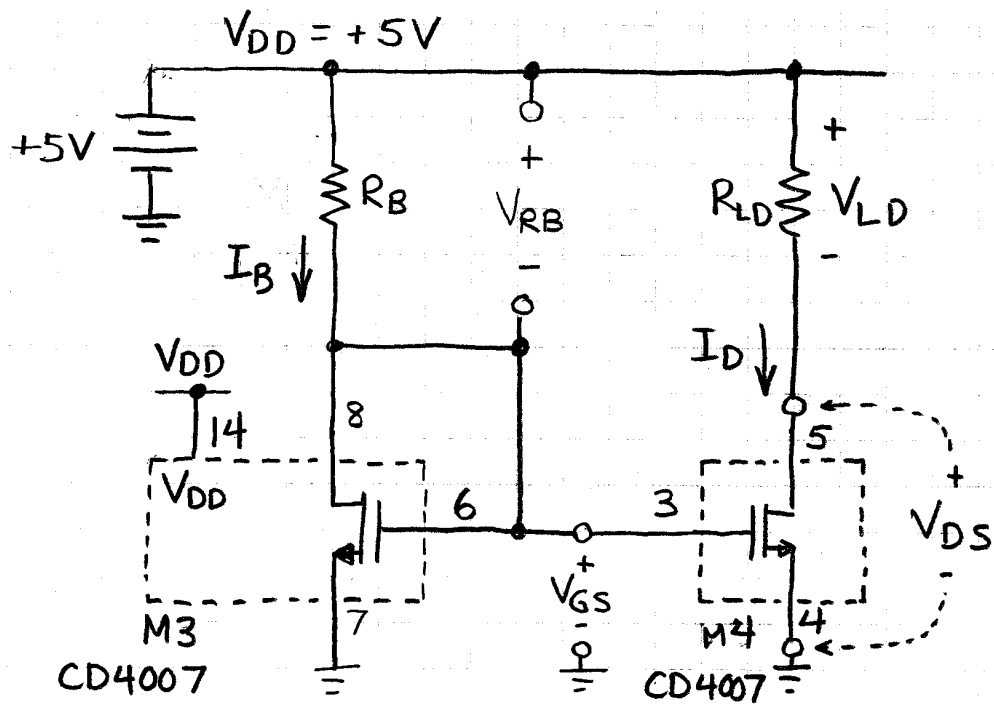 VDD = +5V
+5V
RB
+
VRB
-
RLD
+
VLD
-
IB
ID
VDD
14
VDD
8
6
7
M3
CD4007
+
VGS
-
3
5
4
M4
CD4007
+
VDS
-